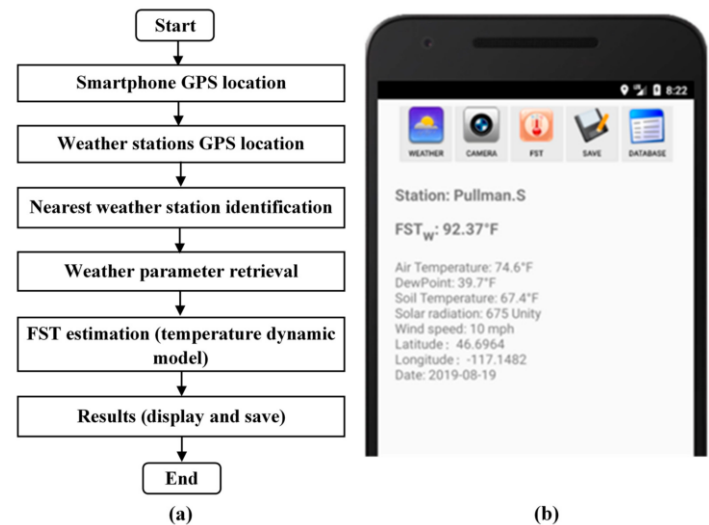 Start
Smartphone GPS location
Weather stations GPS location
Nearest weather station identification
Weather parameter retrieval
FST estimation (temperature dynamic
model)
Results (display and save)
End
(a)
8:22
WEATHER CAMERA FST SAVE DATABASE
Station: Pullman.S
FSTW: 92.37°F
Air Temperature: 74.6°F
DewPoint: 39.7°F
Soil Temperature: 67.4°F
Solar radiation: 675 Unity
Wind speed: 10 mph
Latitude : 46.6964
Longitude : -117.1482
Date: 2019-08-19
(b)